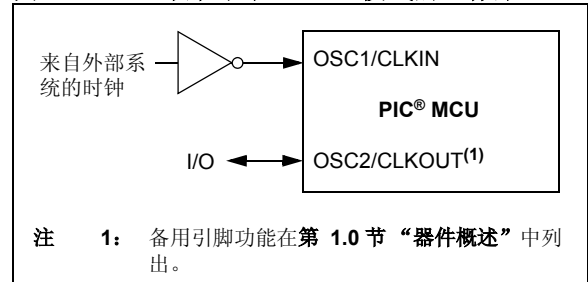 来自外部系
统的时钟
OSC1/CLKIN
PIC® MCU
I/O
OSC2/CLKOUT(1)
注 1: 备用引脚功能在第 1.0 节“器件概述”中列
出。